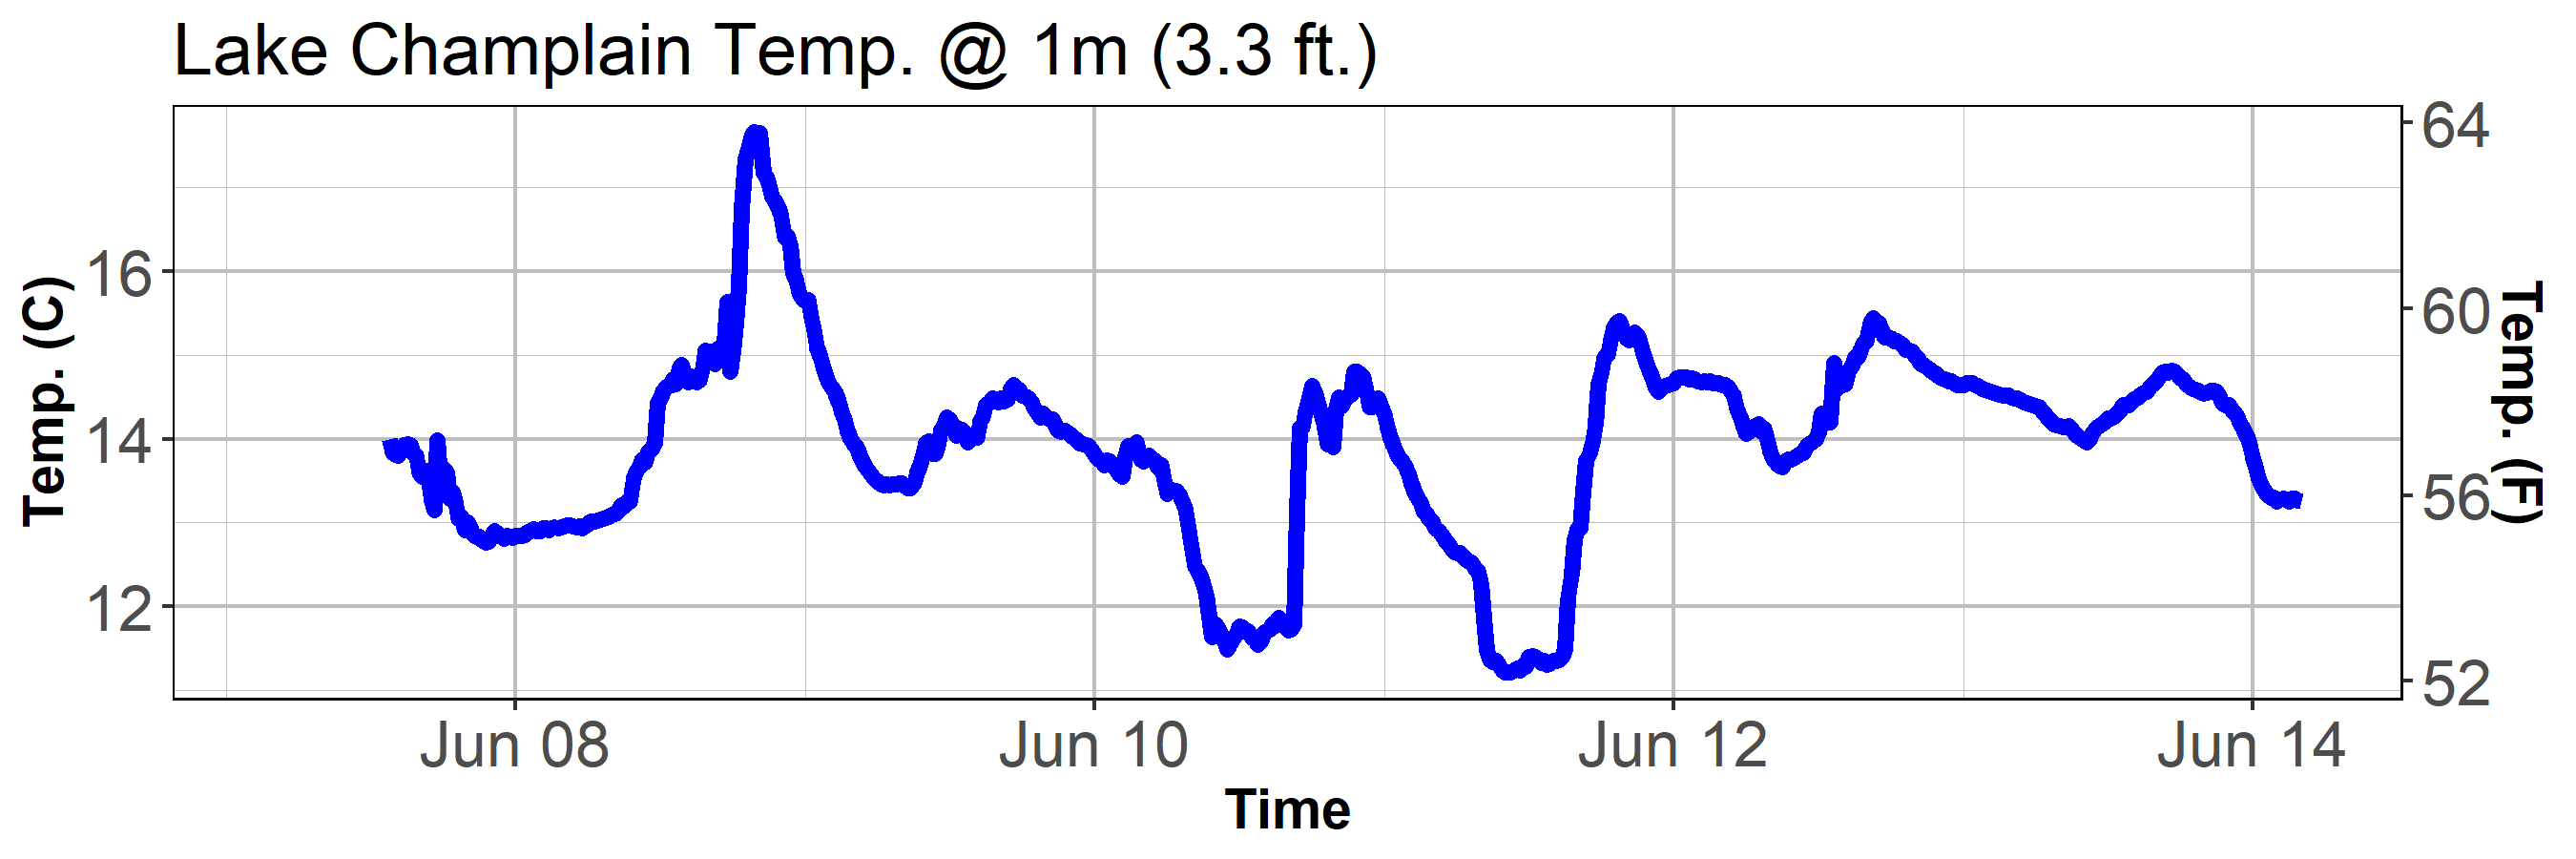 Lake Champlain Temp. @ 1m (3.3 ft.)
Temp. (C)
16
14
12
64
60
56
52
Temp. (F)
Jun 08 Jun 10 Jun 12 Jun 14
Time